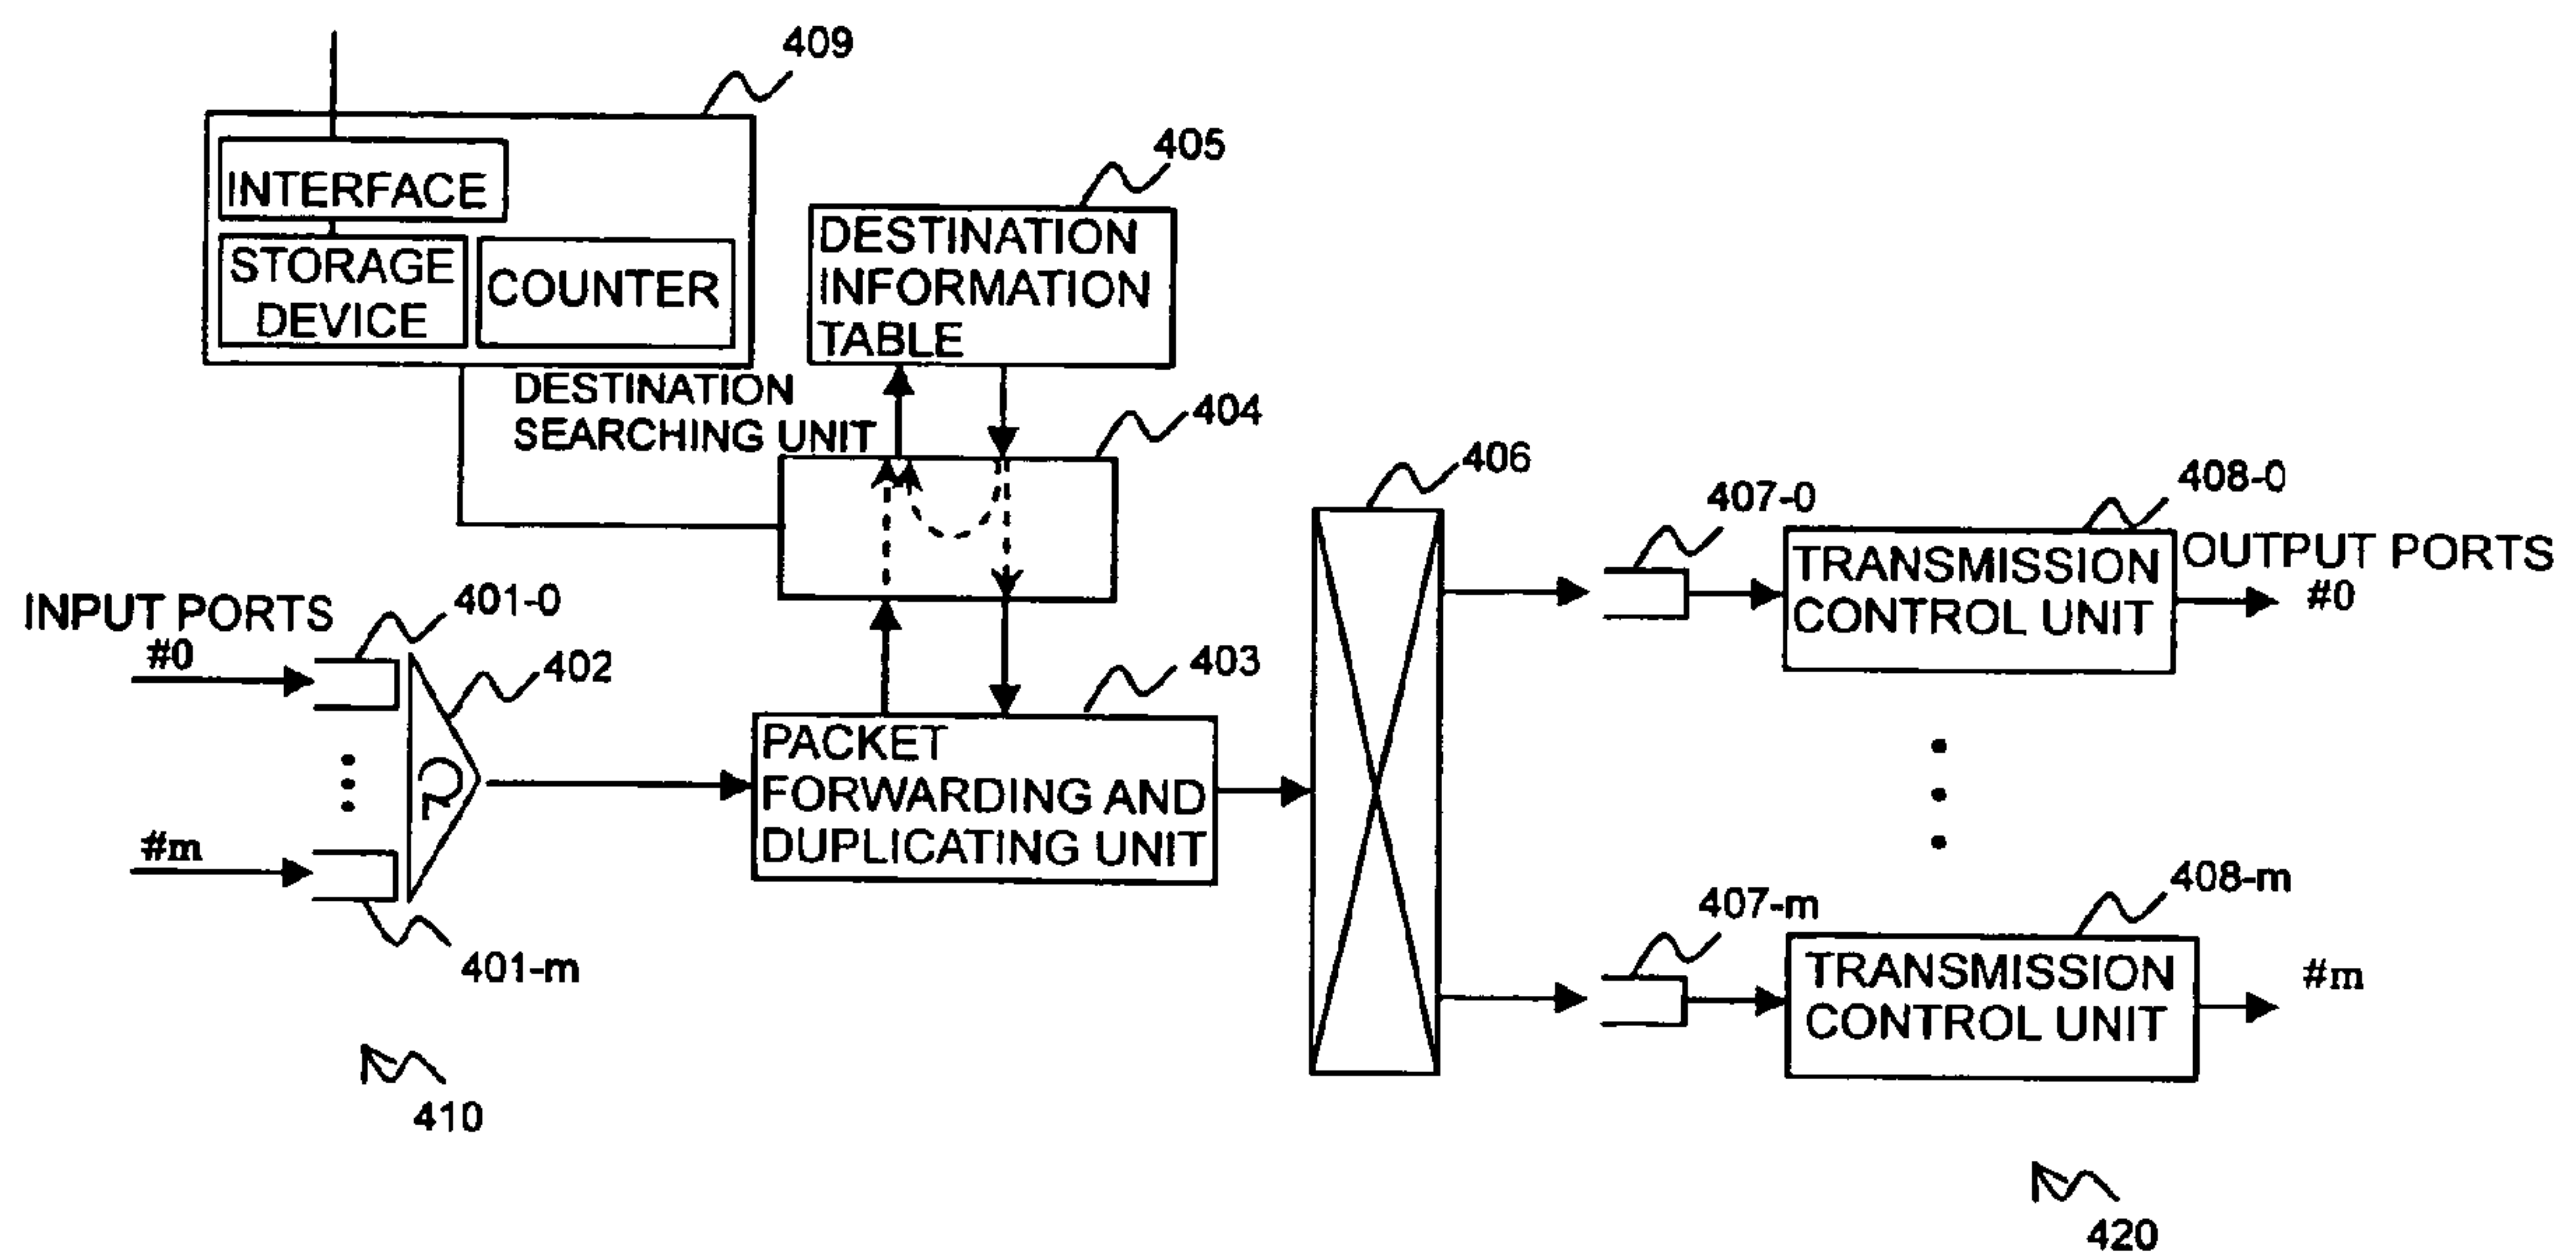 409
INTERFACE
STORAGE
DEVICE
COUNTER
405
DESTINATION
INFORMATION
TABLE
DESTINATION
SEARCHING UNIT
404
406
407-0
408-0
TRANSMISSION
CONTROL UNIT
OUTPUT PORTS
#0
INPUT PORTS
#0
401-0
402
403
PACKET
FORWARDING AND
DUPLICATING UNIT
#m
401-m
407-m
408-m
TRANSMISSION
CONTROL UNIT
#m
410
420